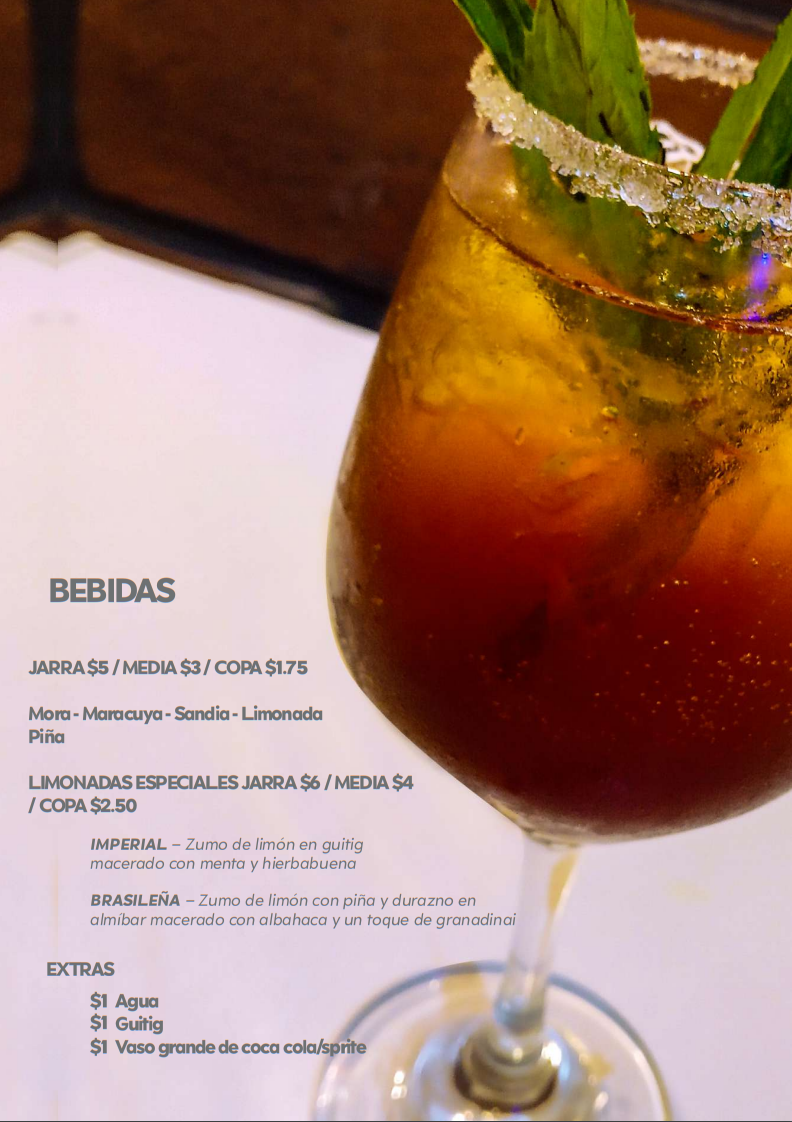 BEBIDAS
JARRA $5 / MEDIA $3 / COPA $1.75
Mora - Maracuya - Sandia - Limonada
Piña
LIMONADAS ESPECIALES JARRA $6 / MEDIA $4
/ COPA $2.50
IMPERIAL – Zumo de limón en guitig
macerado con menta y hierbabuena
BRASILEÑA – Zumo de limón con piña y durazno en
almíbar macerado con albahaca y un toque de granadinai
EXTRAS
$1 Agua
$1 Guitig
$1 Vaso grande de coca cola/sprite